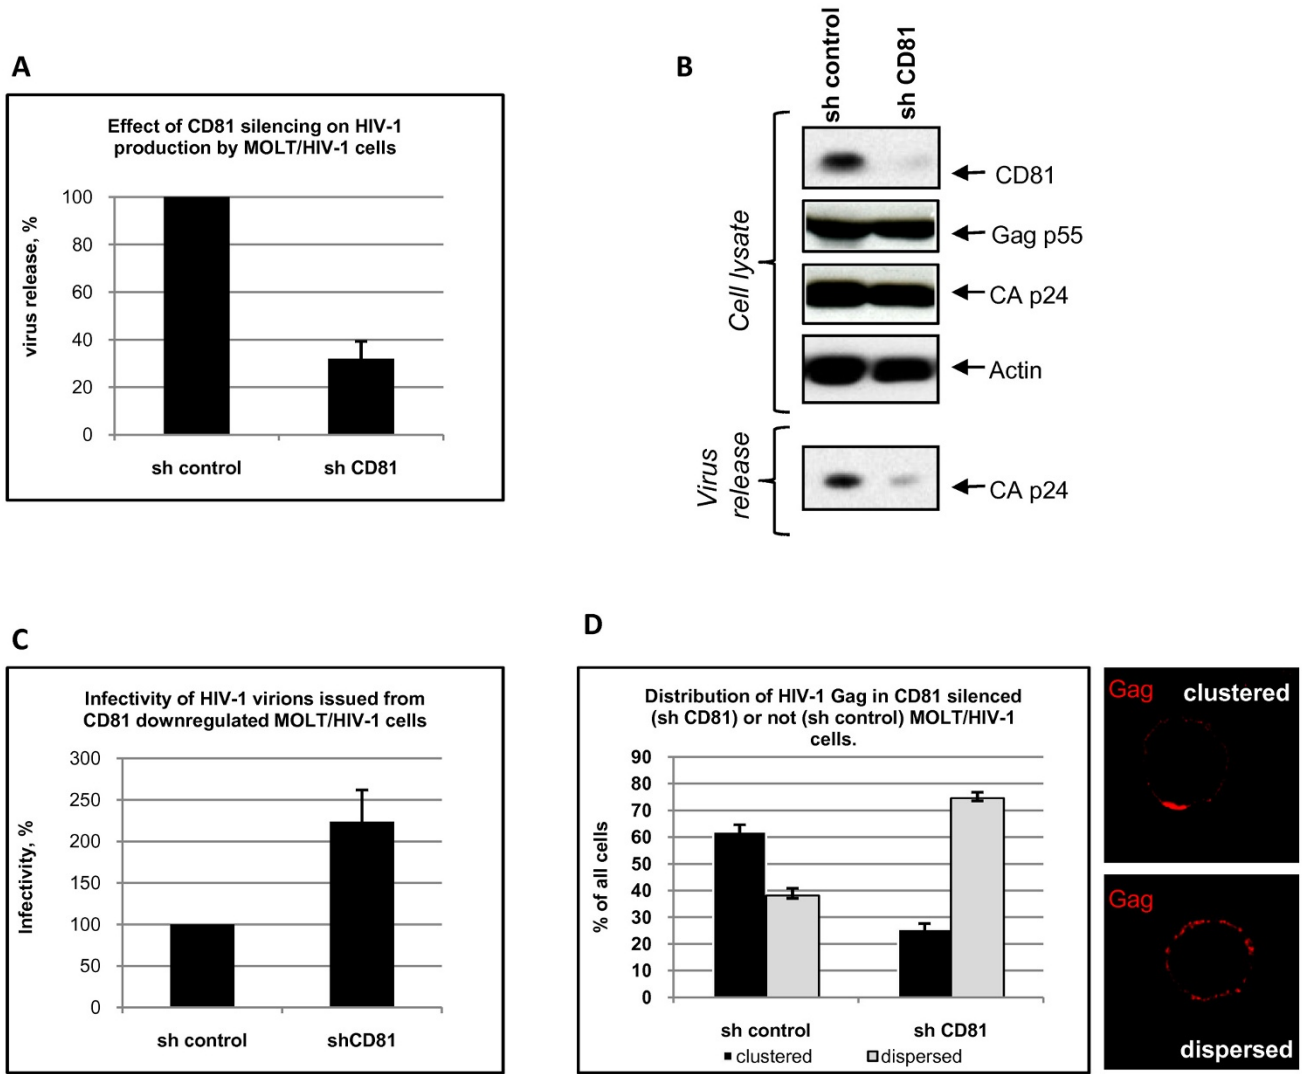 A
Effect of CD81 silencing on HIV-1
production by MOLT/HIV-1 cells
virus release, %
100
80
60
40
20
0
sh control
sh CD81
B
sh control
sh CD81
Cell lysate
CD81
Gag p55
CA p24
Actin
Virus
release
CA p24
C
Infectivity of HIV-1 virions issued from
CD81 downregulated MOLT/HIV-1 cells
Infectivity, %
300
250
200
150
100
50
0
sh control
shCD81
D
Distribution of HIV-1 Gag in CD81 silenced
(sh CD81) or not (sh control) MOLT/HIV-1
cells.
% of all cells
90
80
70
60
50
40
30
20
10
0
sh control
sh CD81
clustered
dispersed
Gag
clustered
Gag
dispersed